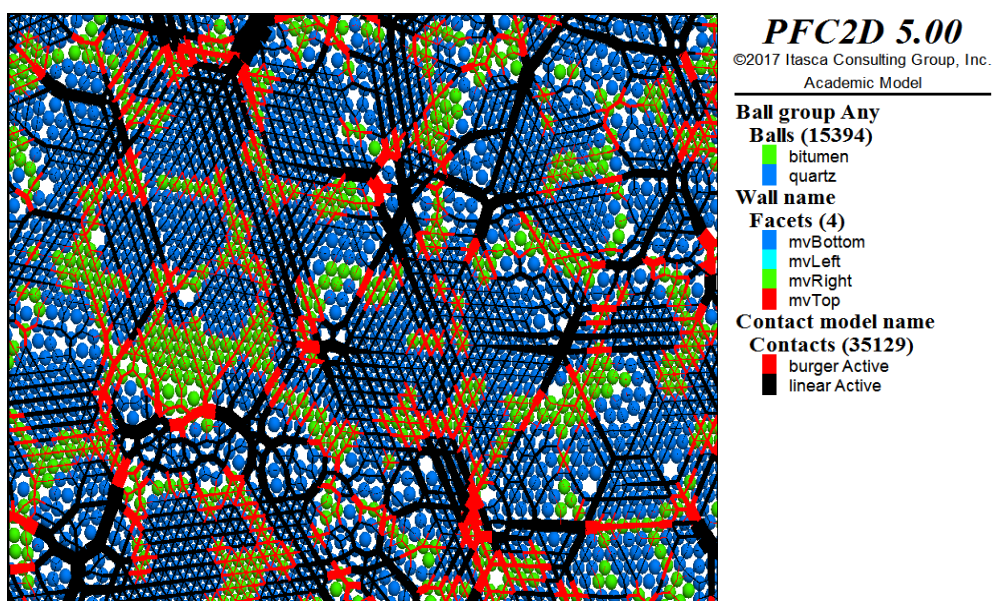 PFC2D 5.00
©2017 Itasca Consulting Group, Inc.
Academic Model
Ball group Any
Balls (15394)
bitumen
quartz
Wall name
Facets (4)
mvBottom
mvLeft
mvRight
mvTop
Contact model name
Contacts (35129)
burger Active
linear Active